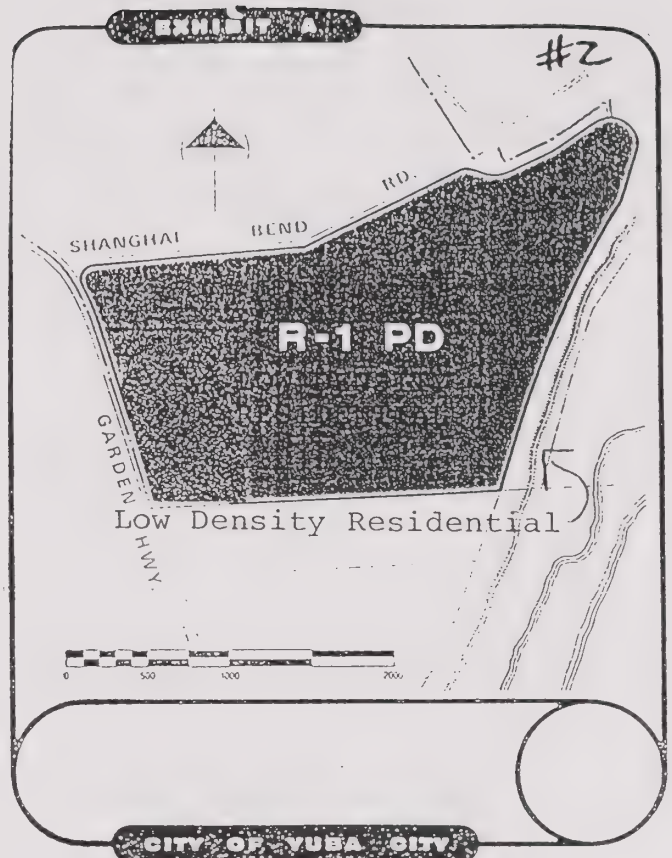 EXHIBIT A
#2
SHANGHAI BEND RD.
R-1 PD
GARDEN HWY.
Low Density Residential
0 500 1000 2000
CITY OF YUBA CITY